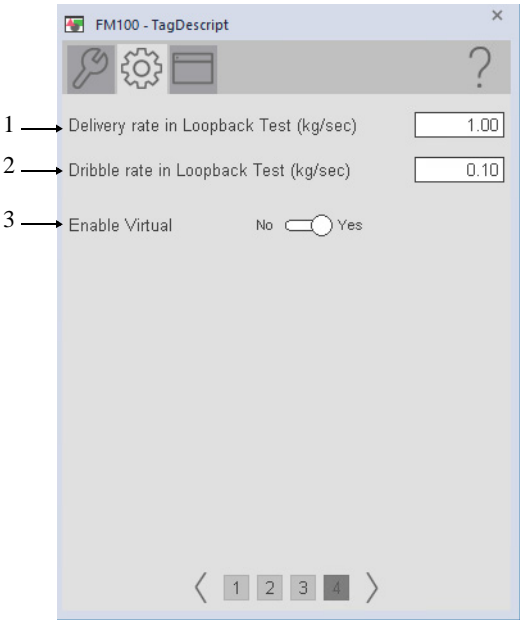 FM100 - TagDescript
?
1 Delivery rate in Loopback Test (kg/sec) 1.00
2 Dribble rate in Loopback Test (kg/sec) 0.10
3 Enable Virtual No Yes
1 2 3 4